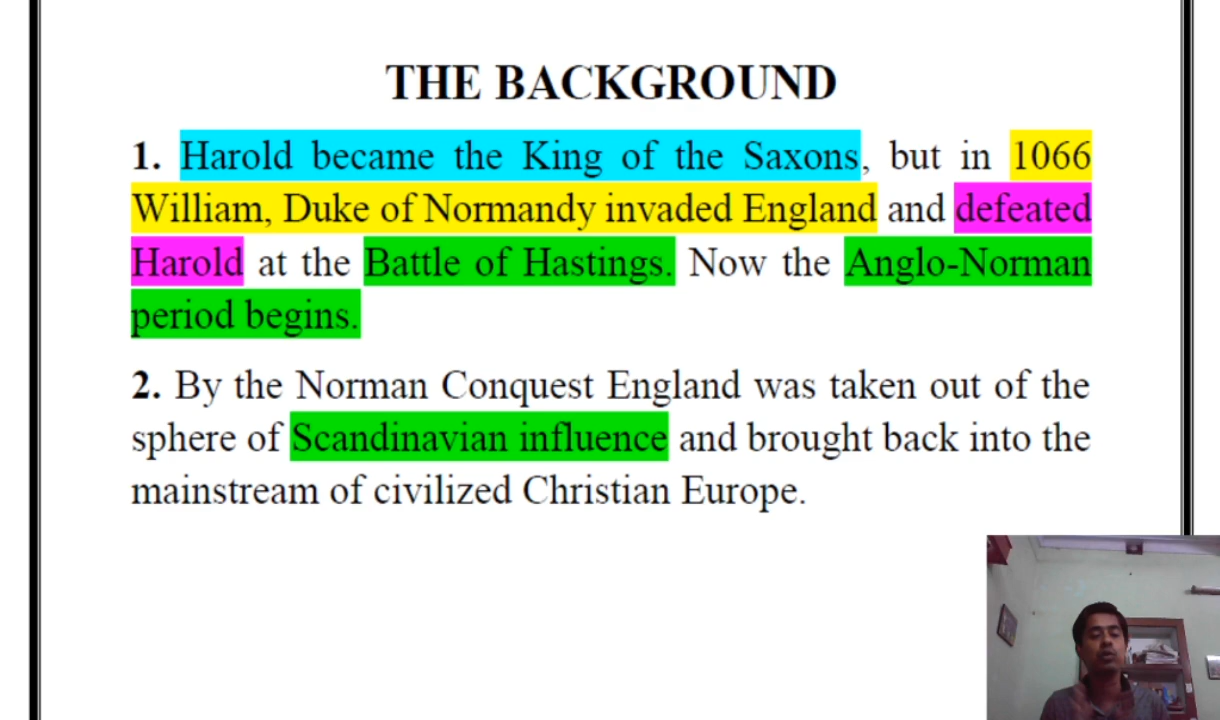 THE BACKGROUND
1. Harold became the King of the Saxons, but in 1066
William, Duke of Normandy invaded England and defeated
Harold at the Battle of Hastings. Now the Anglo-Norman
period begins.
2. By the Norman Conquest England was taken out of the
sphere of Scandinavian influence and brought back into the
mainstream of civilized Christian Europe.